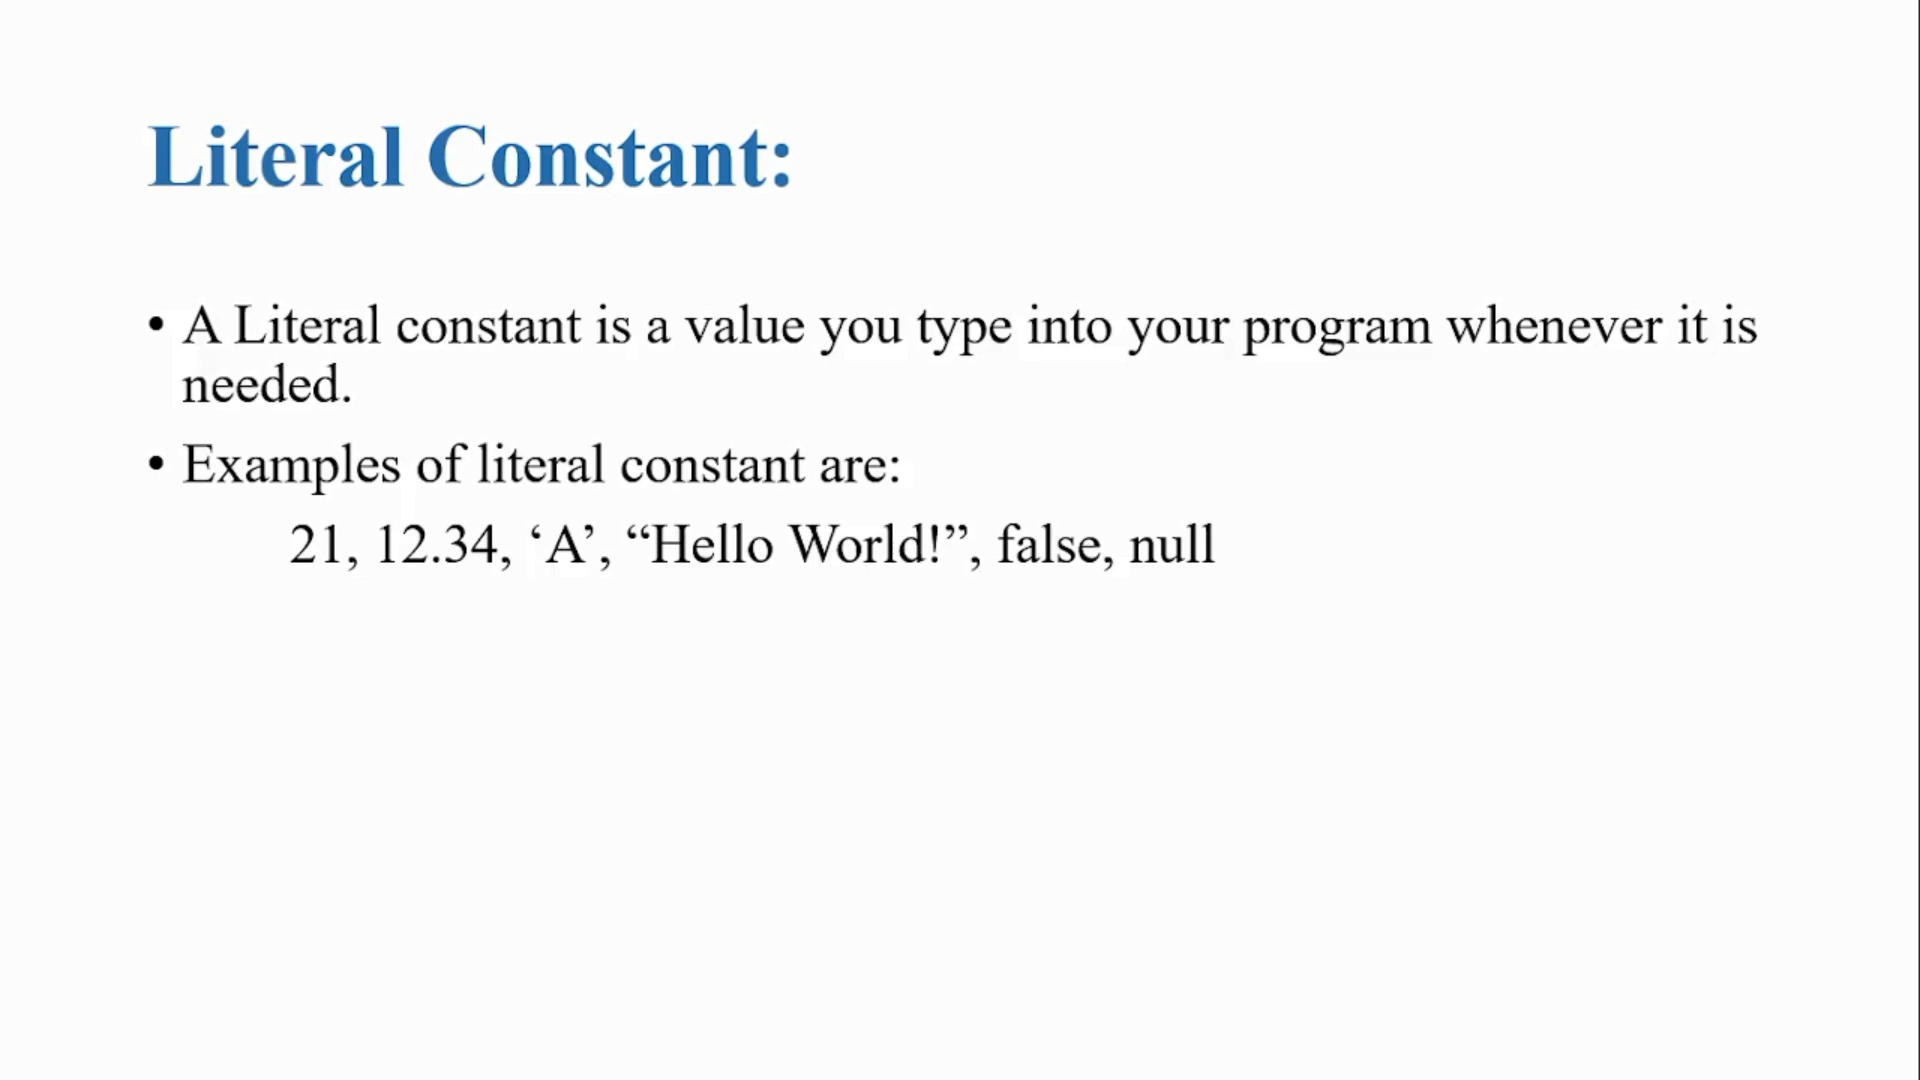 Literal Constant:
• A Literal constant is a value you type into your program whenever it is
needed.
• Examples of literal constant are:
21, 12.34, ‘A’, “Hello World!”, false, null